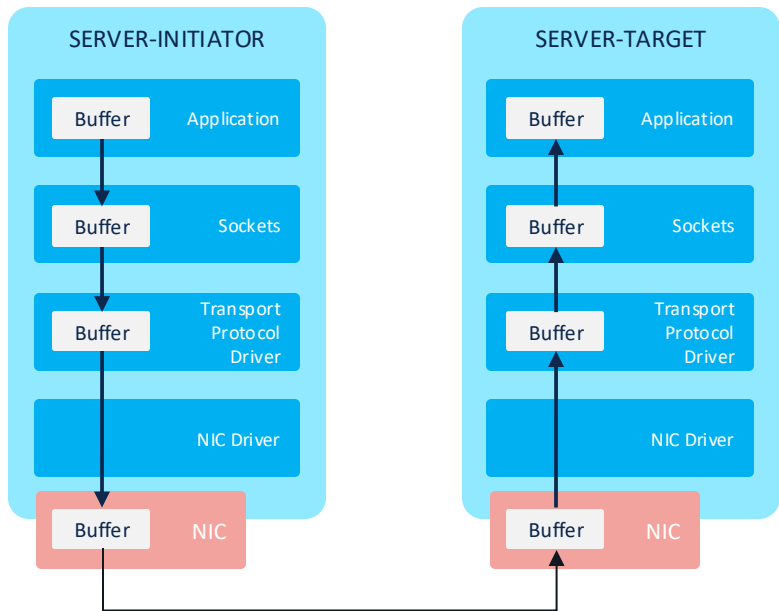 SERVER-INITIATOR
Buffer
Application
Buffer
Sockets
Buffer
Transport
Protocol
Driver
NIC Driver
Buffer
NIC
SERVER-TARGET
Buffer
Application
Buffer
Sockets
Buffer
Transport
Protocol
Driver
NIC Driver
Buffer
NIC